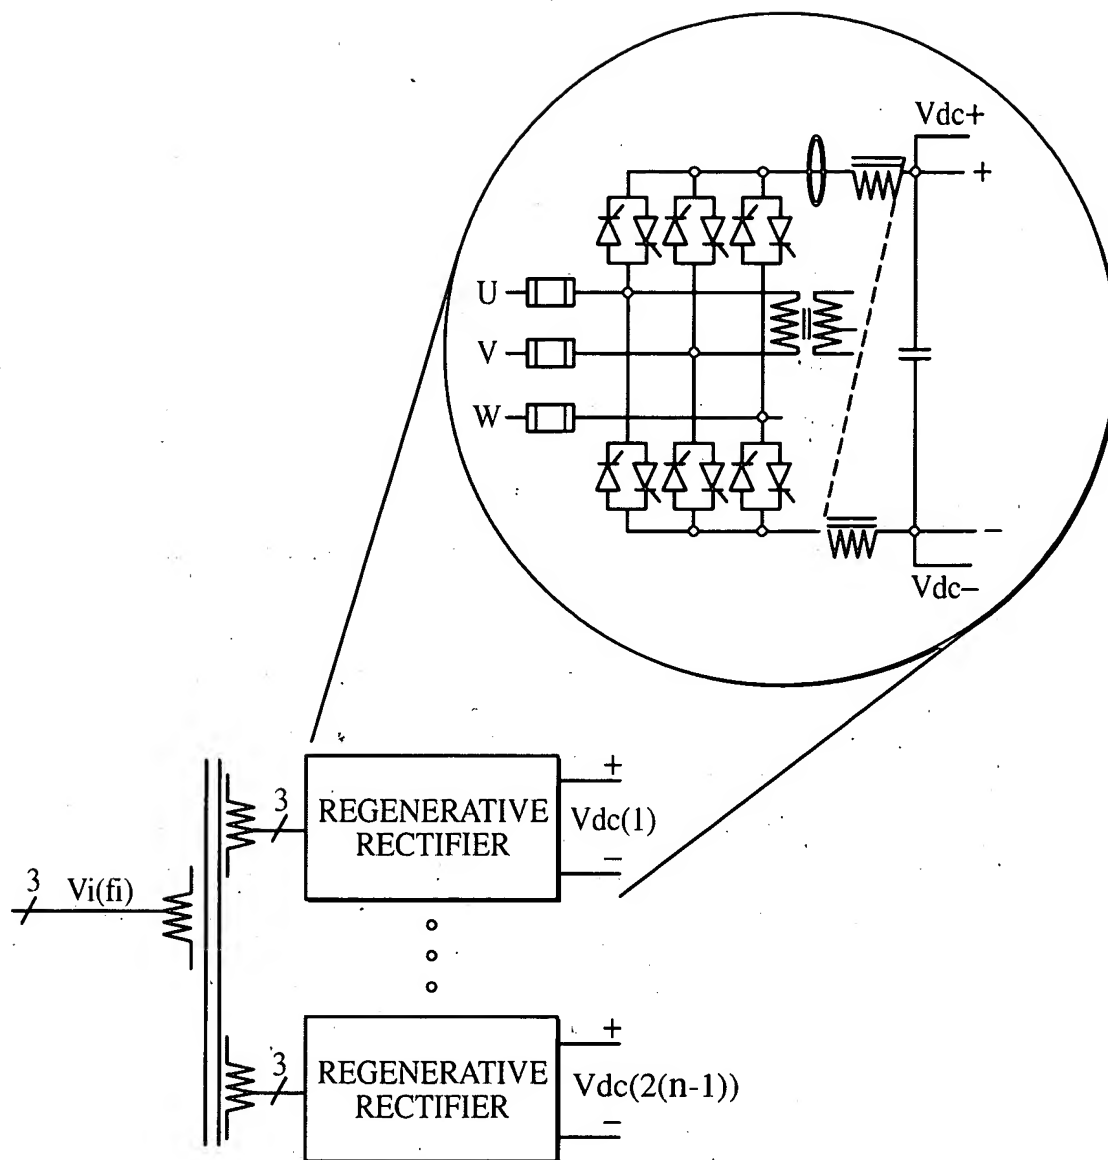 Vdc+
+
U
V
W
−
Vdc−
+
3
REGENERATIVE
RECTIFIER
Vdc(1)
−
3
Vi(fi)
+
3
REGENERATIVE
RECTIFIER
Vdc(2(n-1))
−